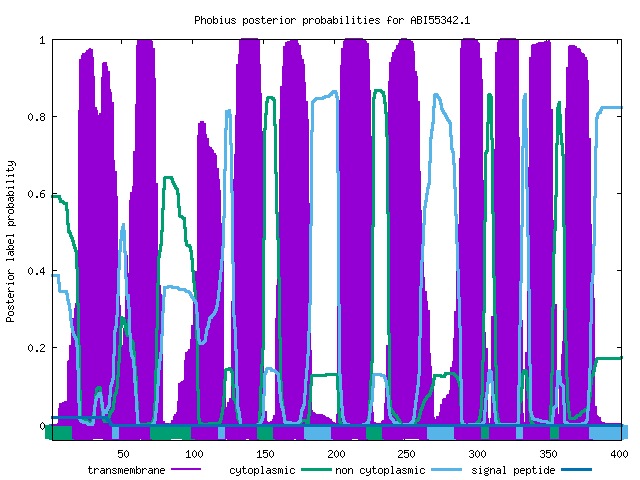 Phobius posterior probabilities for ABI55342.1
1
0.8
0.6
0.4
0.2
0
Posterior label probability
50 100 150 200 250 300 350 400
transmembrane cytoplasmic non cytoplasmic signal peptide